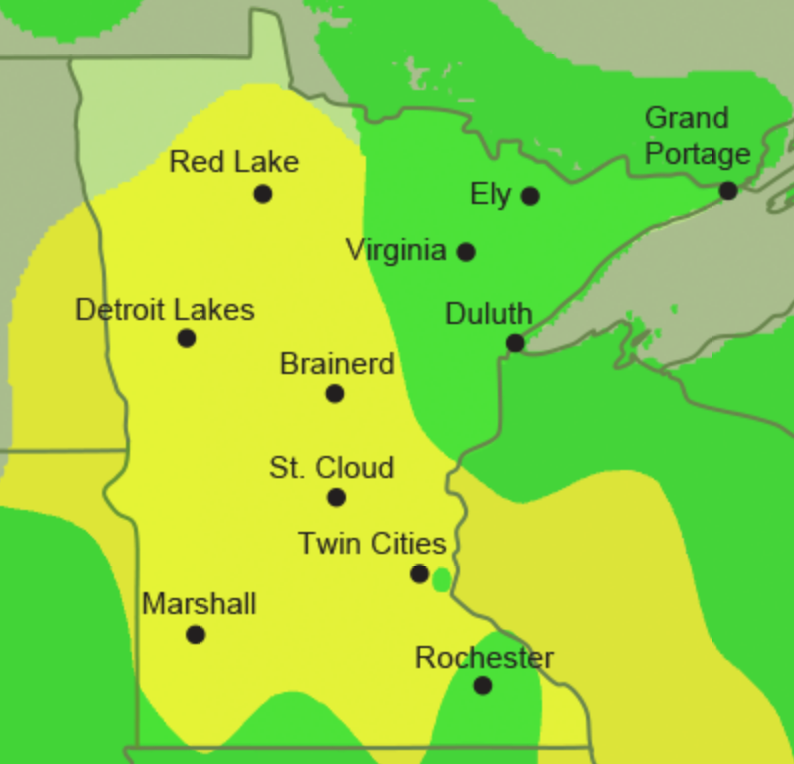 Grand
Portage
Red Lake
Ely
Virginia
Detroit Lakes
Duluth
Brainerd
St. Cloud
Twin Cities
Marshall
Rochester